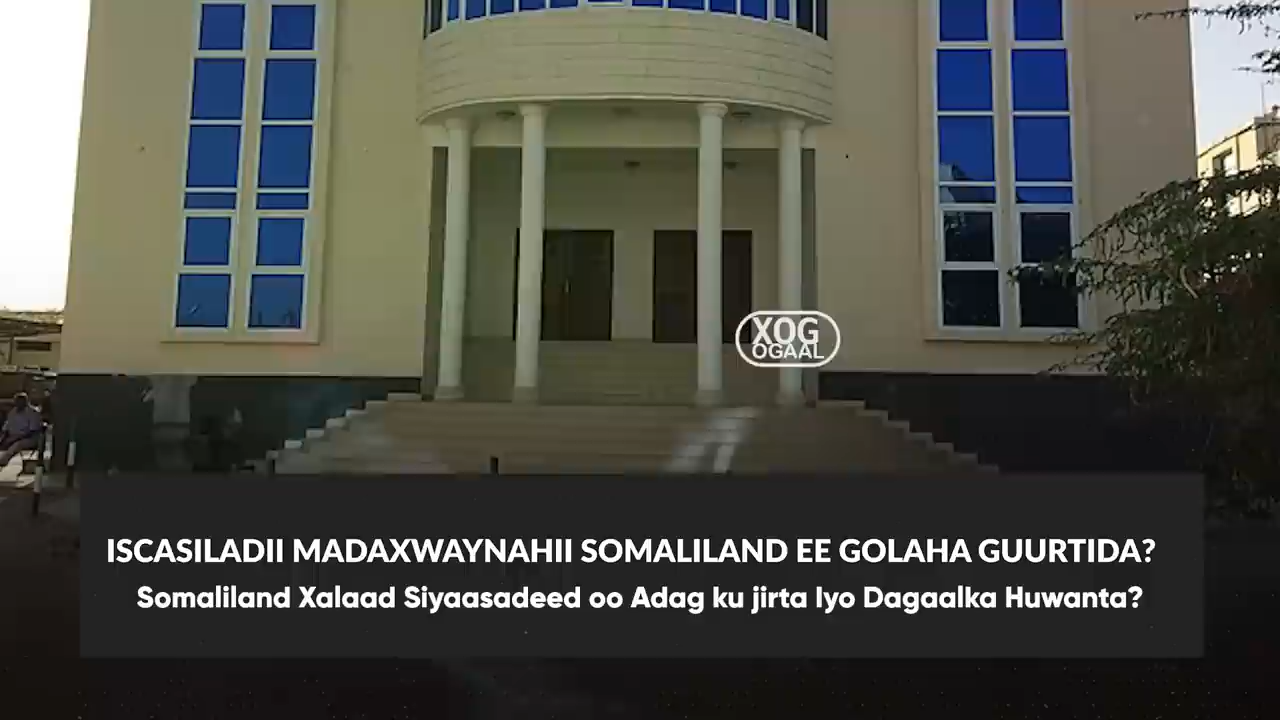 XOG
OGAAL
ISCASILADII MADAXWAYNAHII SOMALILAND EE GOLAHA GUURTIDA?
Somaliland Xalaad Siyaasadeed oo Adag ku jirta Iyo Dagaalka Huwanta?